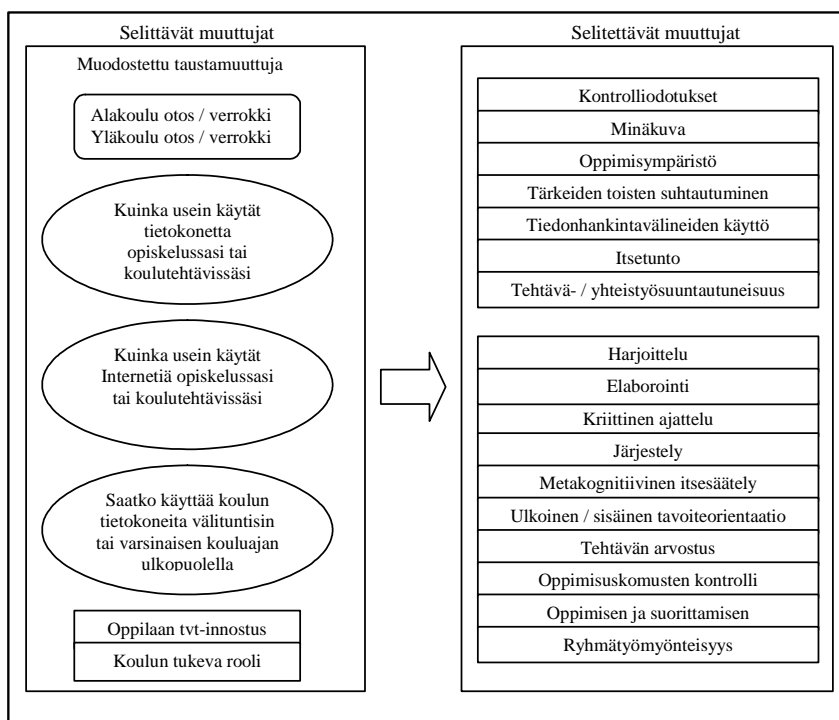 Selittävät muuttujat
Muodostettu taustamuuttuja
Alakoulu otos / verrokki
Yläkoulu otos / verrokki
Kuinka usein käytät
tietokonetta
opiskelussasi tai
koulutehtävissäsi
Kuinka usein käytät
Internetiä opiskelussasi
tai koulutehtävissäsi
Saatko käyttää koulun
tietokoneita välituntisin
tai varsinaisen kouluajan
ulkopuolella
Oppilaan tvt-innostus
Koulun tukeva rooli
Selitettävät muuttujat
Kontrolliodotukset
Minäkuva
Oppimisympäristö
Tärkeiden toisten suhtautuminen
Tiedonhankintavälineiden käyttö
Itsetunto
Tehtävä- / yhteistyösuuntautuneisuus
Harjoittelu
Elaborointi
Kriittinen ajattelu
Järjestely
Metakognitiivinen itsesäätely
Ulkoinen / sisäinen tavoiteorientaatio
Tehtävän arvostus
Oppimisuskomusten kontrolli
Oppimisen ja suorittamisen
Ryhmätyömyönteisyys